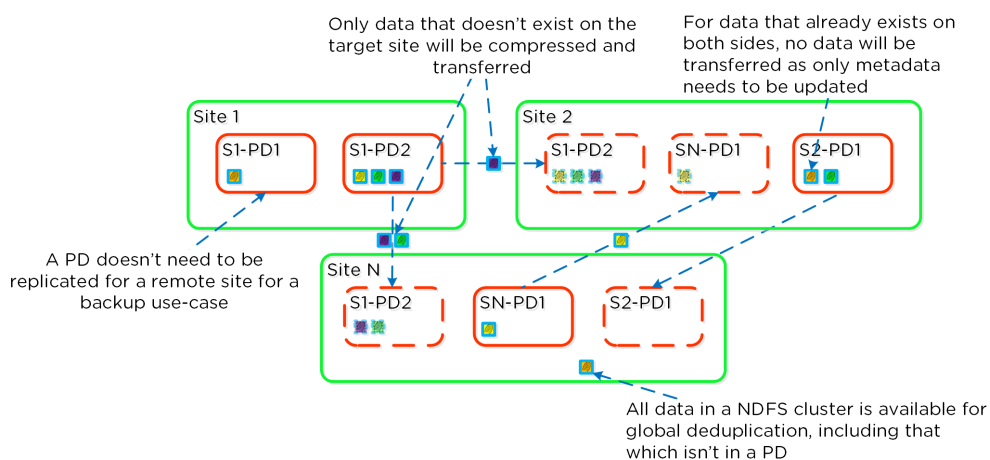 Only data that doesn't exist on the
target site will be compressed and
transferred
For data that already exists on
both sides, no data will be
transferred as only metadata
needs to be updated
Site 1
S1-PD1
S1-PD2
Site 2
S1-PD2
SN-PD1
S2-PD1
A PD doesn't need to be
replicated for a remote site for a
backup use-case
Site N
S1-PD2
SN-PD1
S2-PD1
All data in a NDFS cluster is available for
global deduplication, including that
which isn't in a PD